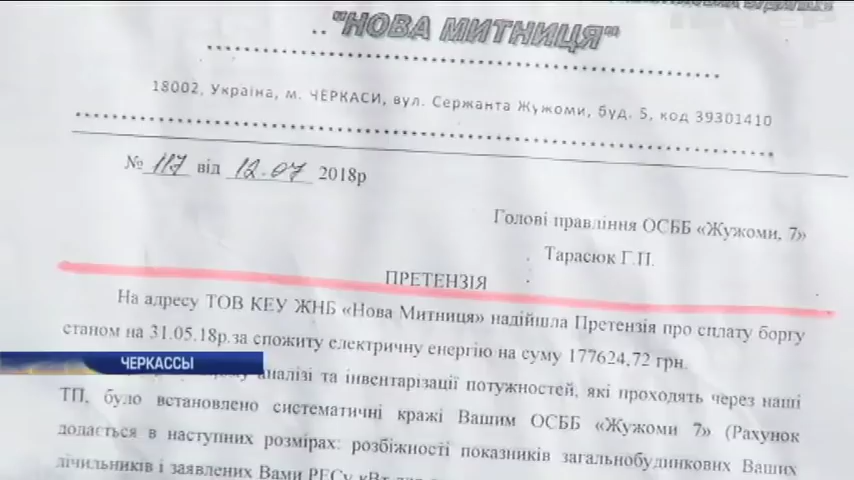 "НОВА МИТНИЦЯ"
18002, Україна, м. ЧЕРКАСИ, вул. Сержанта Жужоми, буд. 5, код 39301410
№ 117 від 12.07 2018р
Голові правління ОСББ «Жужоми, 7»
Тарасюк Г.П.
ПРЕТЕНЗІЯ
На адресу ТОВ КЕУ ЖНБ «Нова Митниця» надійшла Претензія про сплату боргу
станом на 31.05.18р.за спожиту електричну енергію на суму 177624,72 грн.
ЧЕРКАССЫ
аналізі та інвентарізації потужностей, які проходять через наші
ТП, було встановлено систематичні кражі Вашим ОСББ «Жужоми 7» (Рахунок
додається в наступних розмірах: розбіжності показників загальнобудинкових Ваших
лічильників і заявлених Вами РЕСу кВт